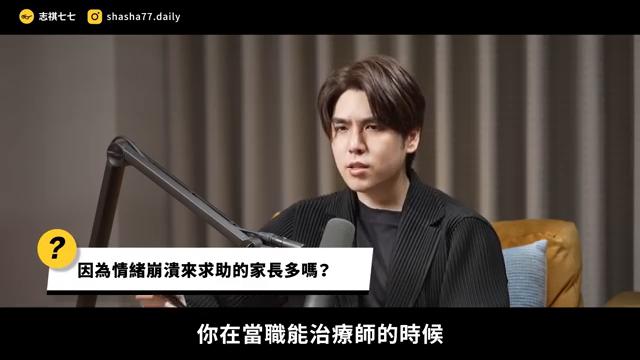 志祺七七
shasha77.daily
?
因為情緒崩潰來求助的家長多嗎?
你在當職能治療師的時候